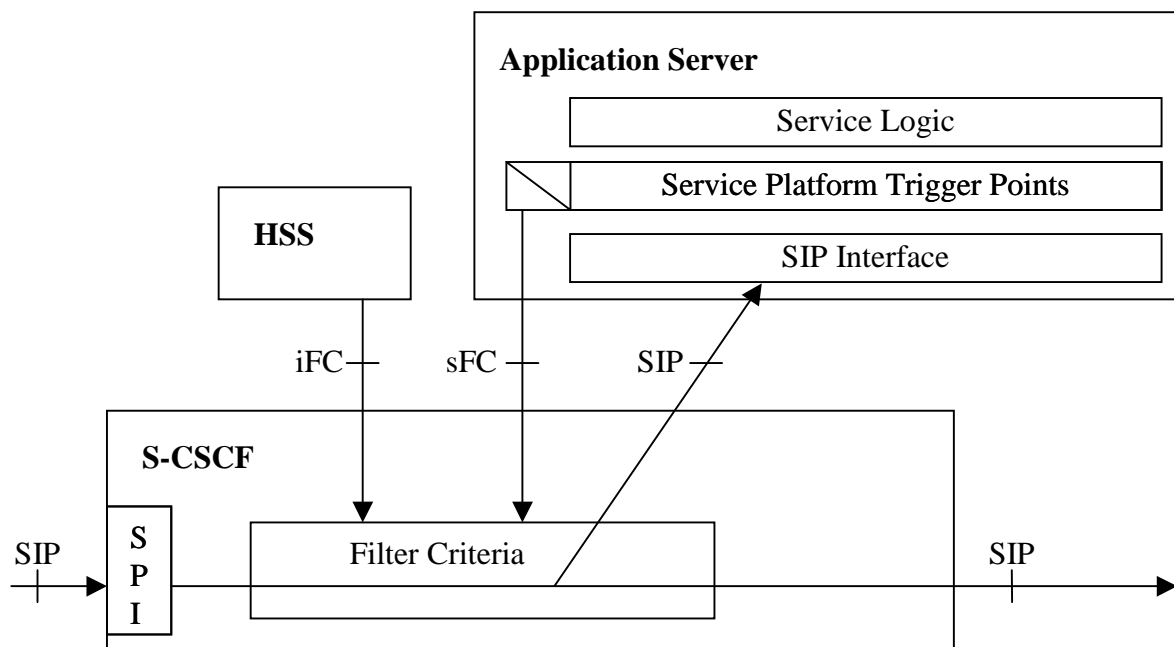 Application Server
Service Logic
Service Platform Trigger Points
HSS
SIP Interface
iFC
sFC
SIP
S-CSCF
S
P
I
SIP
Filter Criteria
SIP